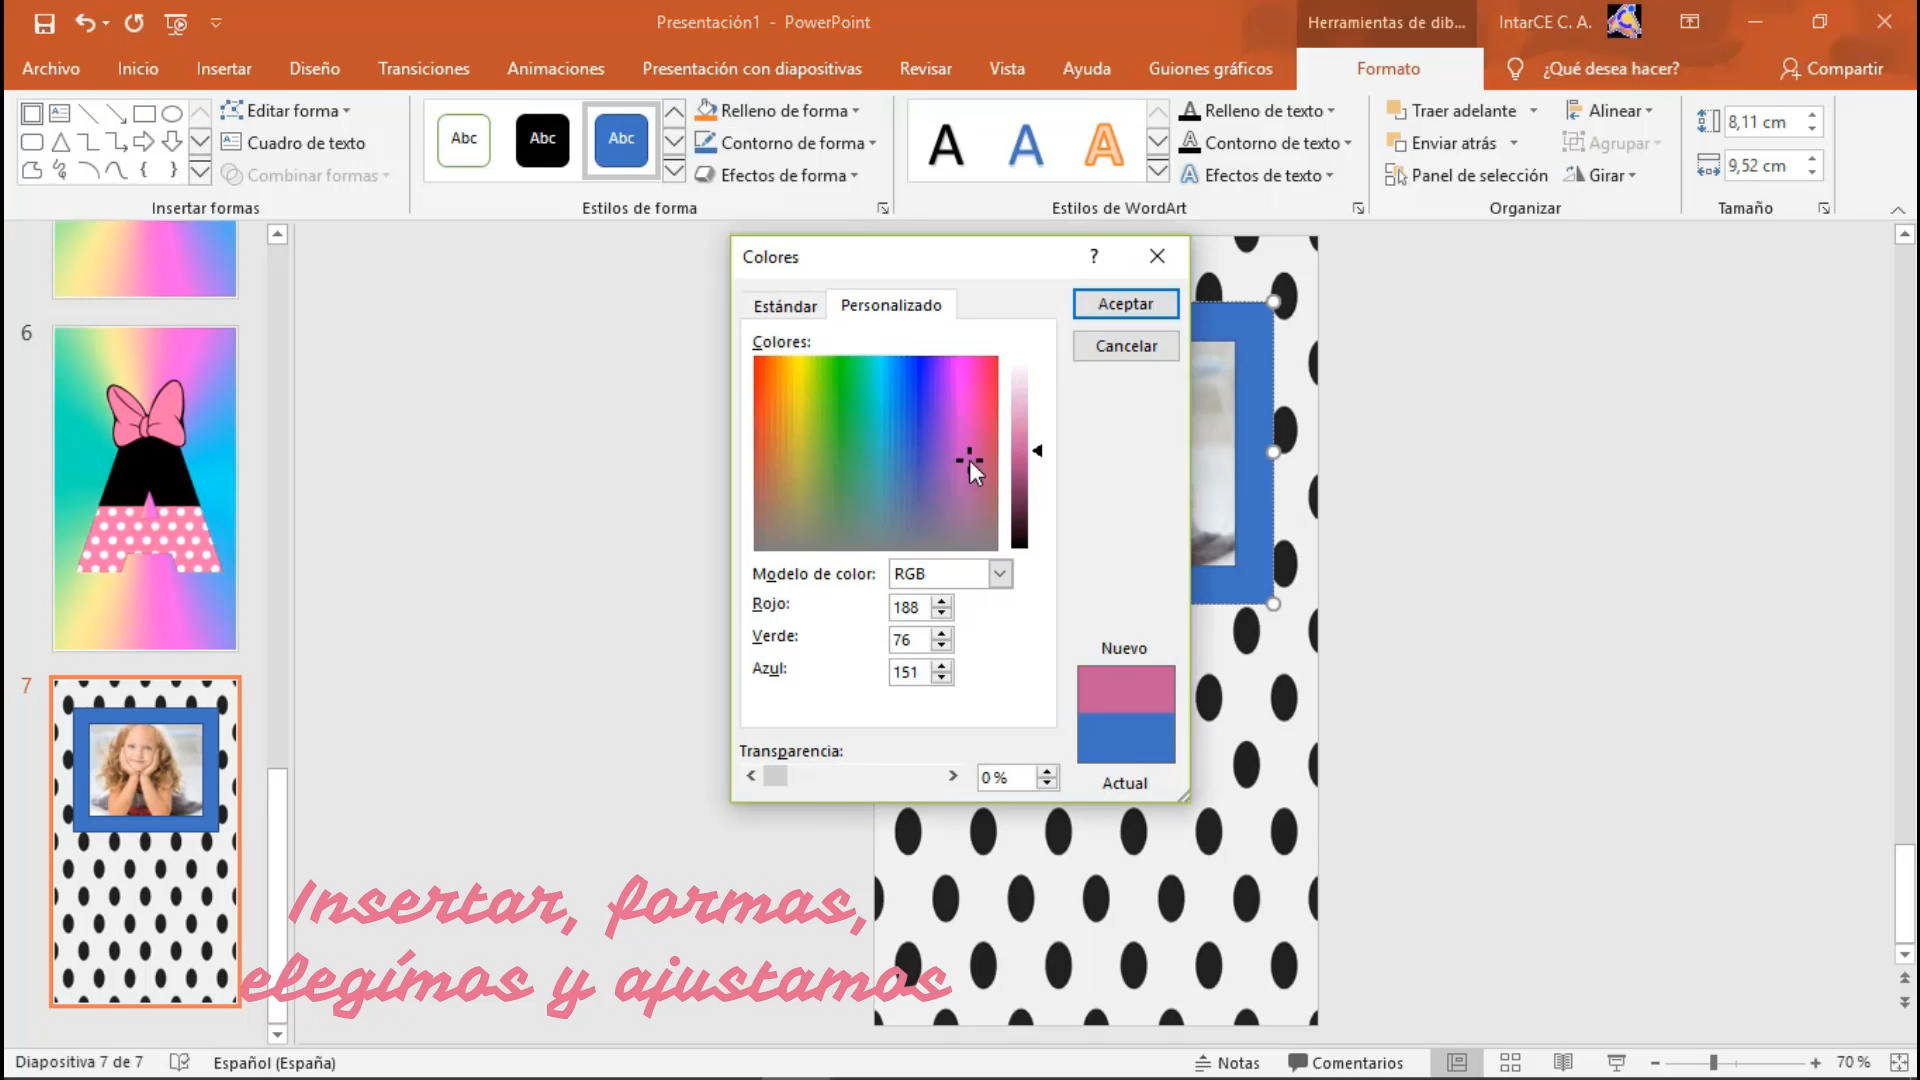 Presentación1 - PowerPoint
Herramientas de dib...
IntarCE C. A.
Archivo
Inicio
Insertar
Diseño
Transiciones
Animaciones
Presentación con diapositivas
Revisar
Vista
Ayuda
Guiones gráficos
Formato
¿Qué desea hacer?
Compartir
Editar forma
Cuadro de texto
Combinar formas
Insertar formas
Abc
Abc
Abc
Relleno de forma
Contorno de forma
Efectos de forma
Estilos de forma
A
A
A
Relleno de texto
Contorno de texto
Efectos de texto
Estilos de WordArt
Traer adelante
Enviar atrás
Panel de selección
Alinear
Agrupar
Girar
Organizar
8,11 cm
9,52 cm
Tamaño
6
7
Colores
?
Estándar
Personalizado
Aceptar
Cancelar
Colores:
Modelo de color:
RGB
Rojo:
188
Verde:
76
Azul:
151
Nuevo
Actual
Transparencia:
0 %
Insertar, formas,
elegímos y ajustamos
Diapositiva 7 de 7
Español (España)
Notas
Comentarios
70 %